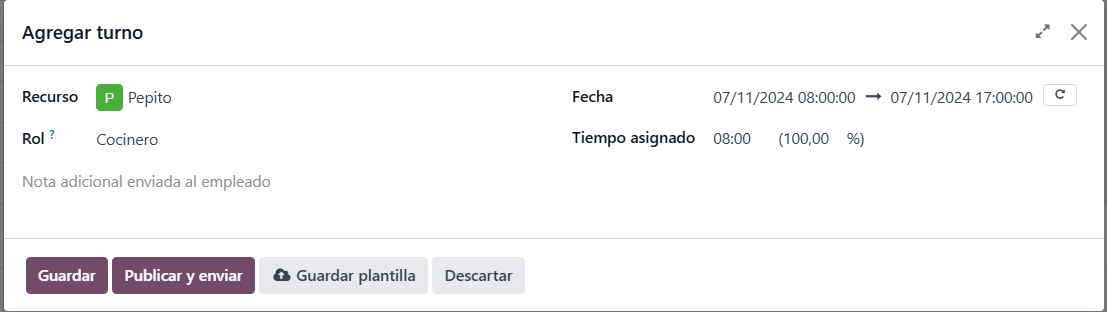 Agregar turno
Recurso P Pepito Fecha 07/11/2024 08:00:00 → 07/11/2024 17:00:00
Rol ? Cocinero Tiempo asignado 08:00 (100,00 %)
Nota adicional enviada al empleado
Guardar Publicar y enviar Guardar plantilla Descartar